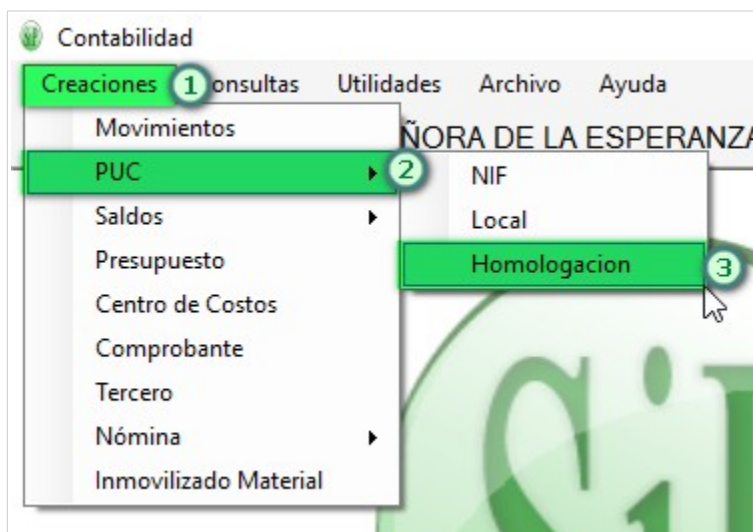 Contabilidad
Creaciones 1 onsultas Utilidades Archivo Ayuda
Movimientos
ÑORA DE LA ESPERANZA
PUC 2
NIF
Saldos
Local
Presupuesto
Homologacion 3
Centro de Costos
Comprobante
Tercero
Nómina
Inmovilizado Material